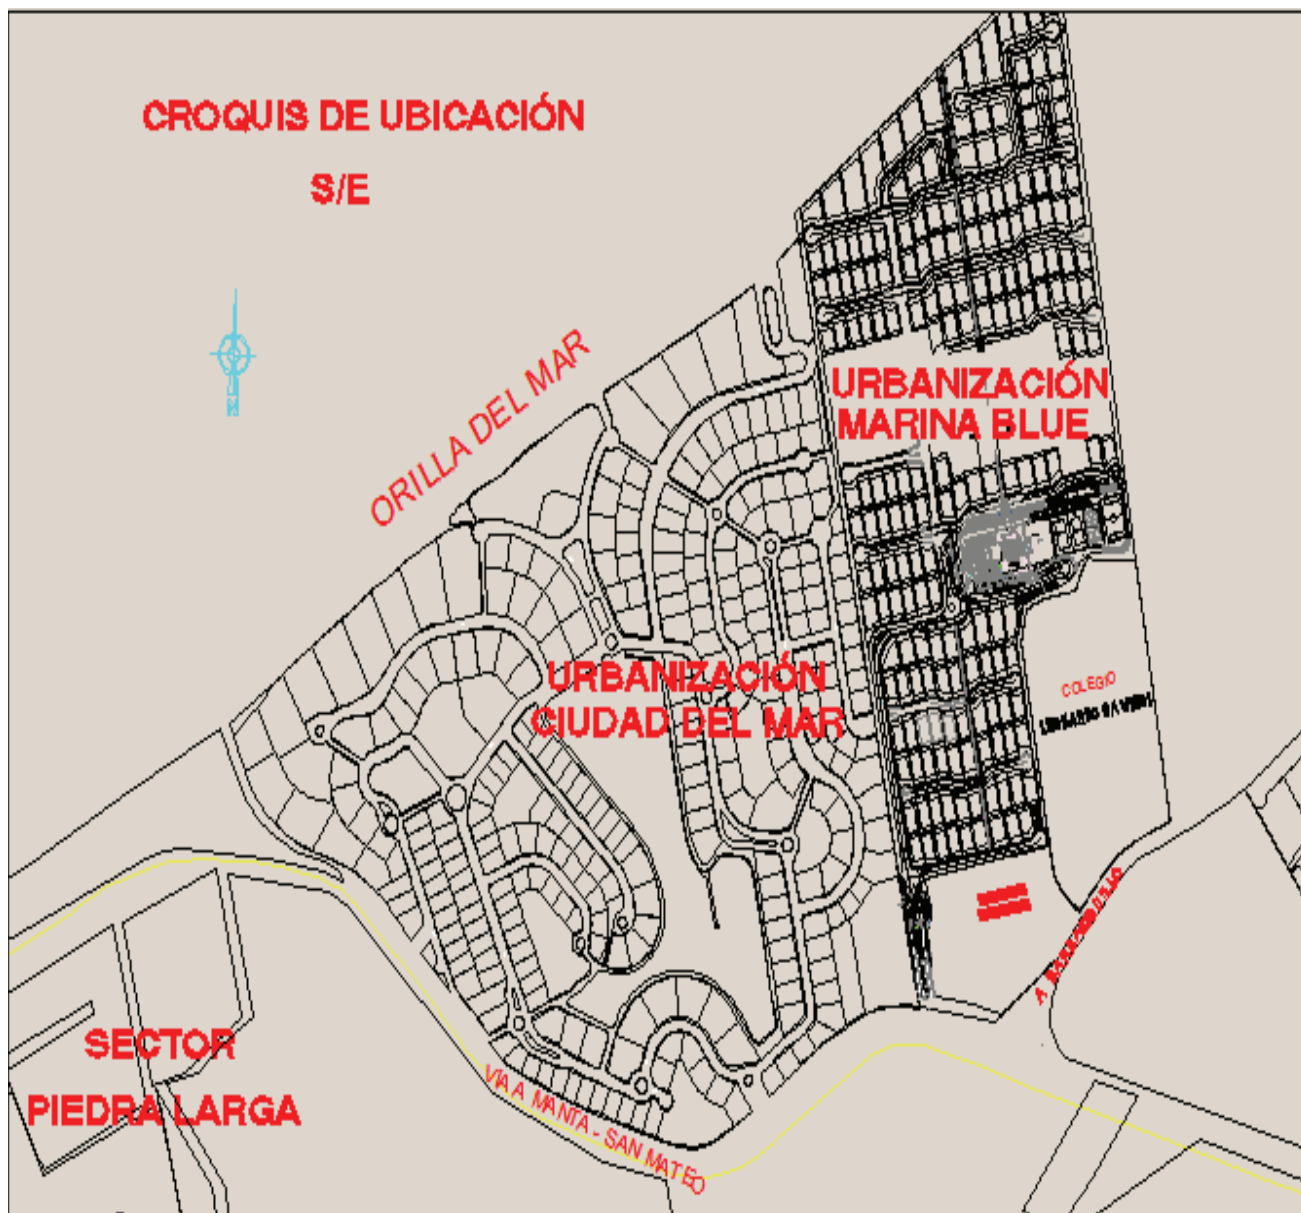 CROQUIS DE UBICACIÓN
S/E
ORILLA DEL MAR
URBANIZACIÓN
MARINA BLUE
URBANIZACIÓN
CIUDAD DEL MAR
COLEGIO
SECTOR
PIEDRA LARGA
VIA A MANTA - SAN MATEO